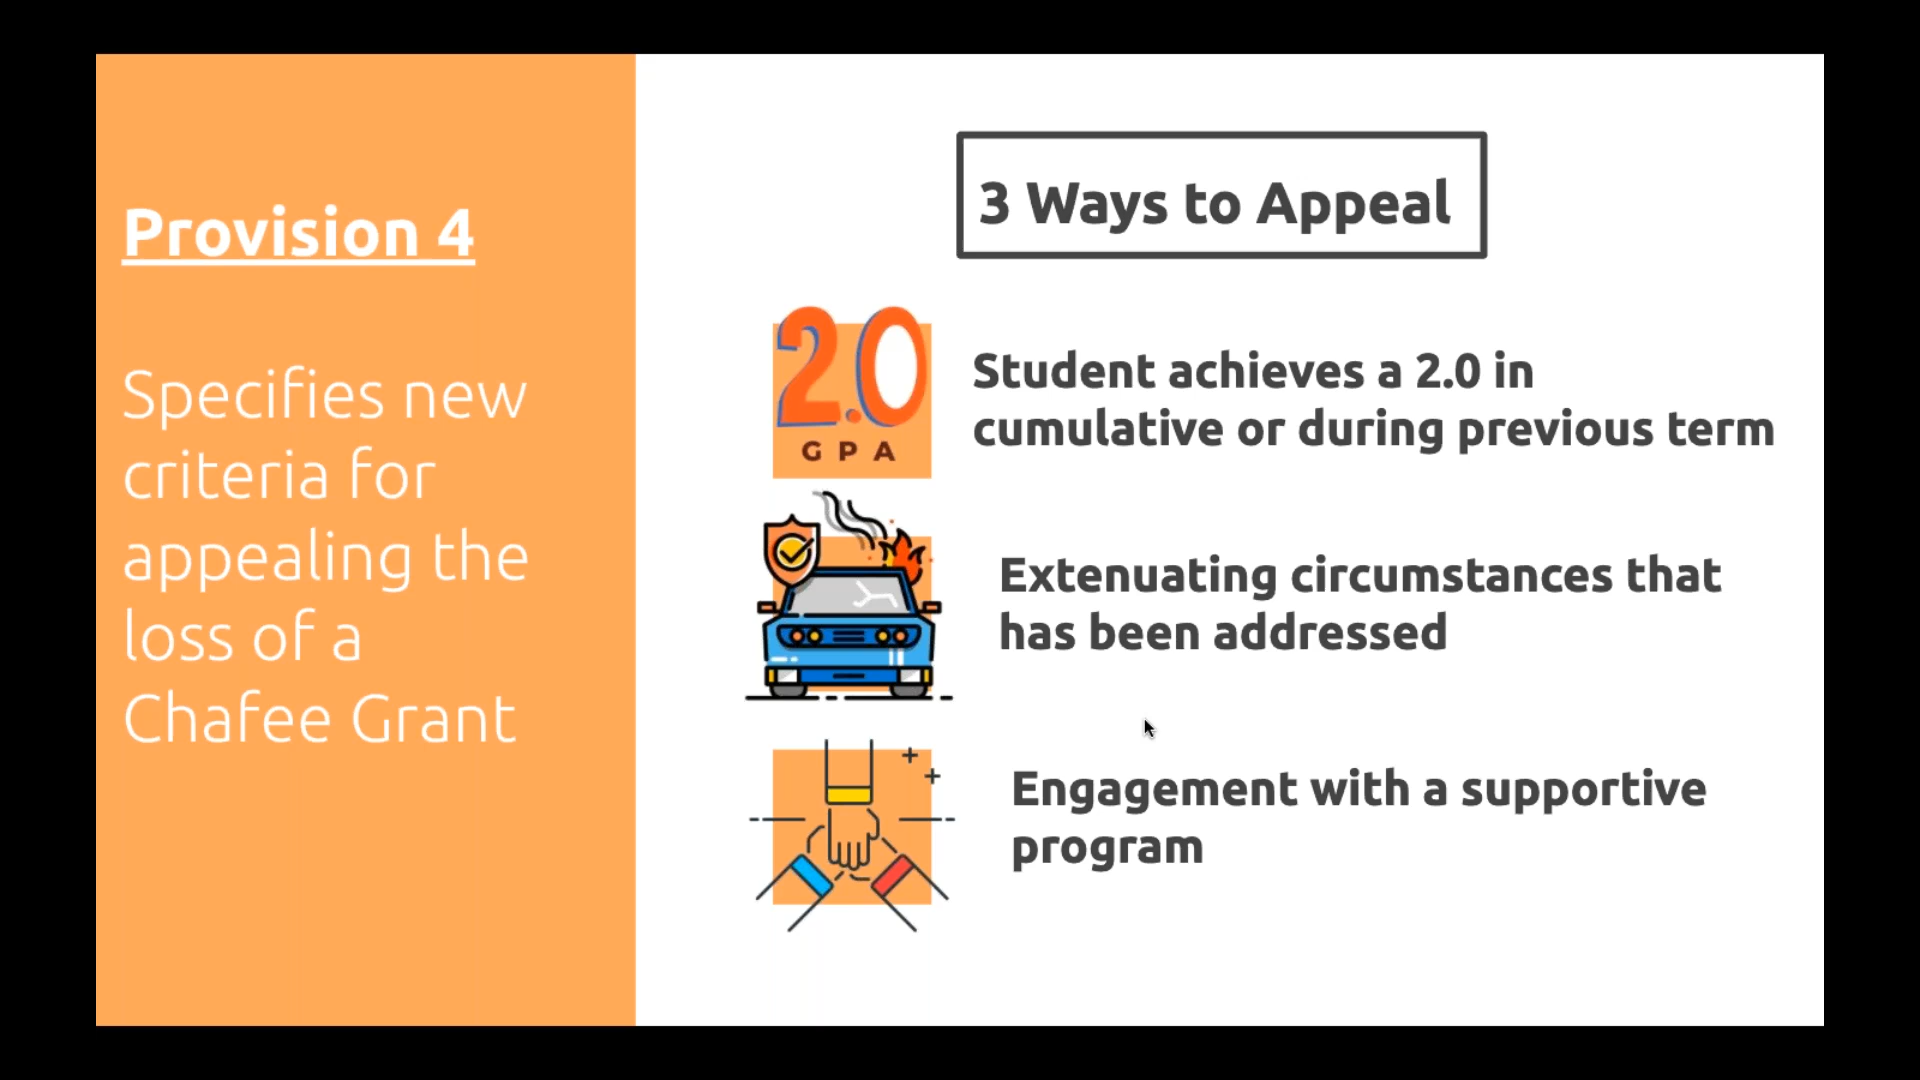 Provision 4
Specifies new
criteria for
appealing the
loss of a
Chafee Grant
3 Ways to Appeal
2.0
GPA
Student achieves a 2.0 in
cumulative or during previous term
Extenuating circumstances that
has been addressed
Engagement with a supportive
program